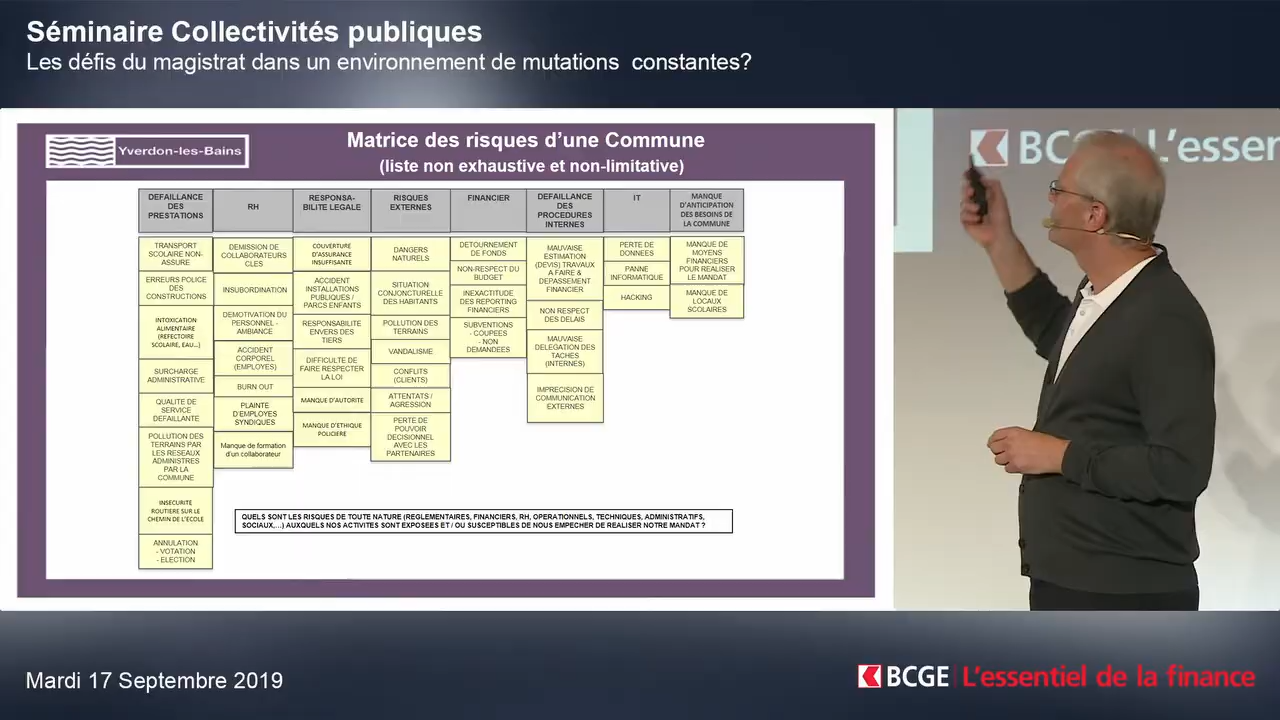 Séminaire Collectivités publiques
Les défis du magistrat dans un environnement de mutations constantes?
Yverdon-les-Bains
Matrice des risques d'une Commune
(liste non exhaustive et non-limitative)
DEFAILLANCE
DES
PRESTATIONS
TRANSPORT
SCOLAIRE NON-
ASSURE
ERREURS POLICE
DES
CONSTRUCTIONS
INTOXICATION
ALIMENTAIRE
(REFECTOIRE
SCOLAIRE, EAU...)
SURCHARGE
ADMINISTRATIVE
QUALITE DE
SERVICE
DEFAILLANTE
POLLUTION DES
TERRAINS PAR
LES RESEAUX
ADMINISTRES
PAR LA
COMMUNE
INSECURITE
ROUTIERE SUR LE
CHEMIN DE L'ECOLE
ANNULATION
- VOTATION
- ELECTION
RH
DEMISSION DE
COLLABORATEURS
CLES
INSUBORDINATION
DEMOTIVATION DU
PERSONNEL -
AMBIANCE
ACCIDENT
CORPOREL
(EMPLOYES)
BURN OUT
PLAINTE
D'EMPLOYES
SYNDIQUES
Manque de formation
d'un collaborateur
RESPONSA-
BILITE LEGALE
COUVERTURE
D'ASSURANCE
INSUFFISANTE
ACCIDENT
INSTALLATIONS
PUBLIQUES /
PARCS ENFANTS
RESPONSABILITE
ENVERS DES
TIERS
DIFFICULTE DE
FAIRE RESPECTER
LA LOI
MANQUE D'AUTORITE
MANQUE D'ETHIQUE
POLICIERE
RISQUES
EXTERNES
DANGERS
NATURELS
SITUATION
CONJONCTURELLE
DES HABITANTS
POLLUTION DES
TERRAINS
VANDALISME
CONFLITS
(CLIENTS)
ATTENTATS /
AGRESSION
PERTE DE
POUVOIR
DECISIONNEL
AVEC LES
PARTENAIRES
FINANCIER
DETOURNEMENT
DE FONDS
NON-RESPECT DU
BUDGET
INEXACTITUDE
DES REPORTING
FINANCIERS
SUBVENTIONS
- COUPEES
- NON
DEMANDEES
DEFAILLANCE
DES
PROCEDURES
INTERNES
MAUVAISE
ESTIMATION
(DEVIS) TRAVAUX
A FAIRE &
DEPASSEMENT
FINANCIER
NON RESPECT
DES DELAIS
MAUVAISE
DELEGATION DES
TACHES
(INTERNES)
IMPRECISION DE
COMMUNICATION
EXTERNES
IT
PERTE DE
DONNEES
PANNE
INFORMATIQUE
HACKING
MANQUE
D'ANTICIPATION
DES BESOINS DE LA
COMMUNE
MANQUE DE
MOYENS
FINANCIERS
POUR REALISER
LE MANDAT
MANQUE DE
LOCAUX
SCOLAIRES
QUELS SONT LES RISQUES DE TOUTE NATURE (REGLEMENTAIRES, FINANCIERS, RH, OPERATIONNELS, TECHNIQUES, ADMINISTRATIFS,
SOCIAUX,...) AUXQUELS NOS ACTIVITES SONT EXPOSEES ET / OU SUSCEPTIBLES DE NOUS EMPECHER DE REALISER NOTRE MANDAT ?
BCGE L'essen
Mardi 17 Septembre 2019
BCGE L'essentiel de la finance